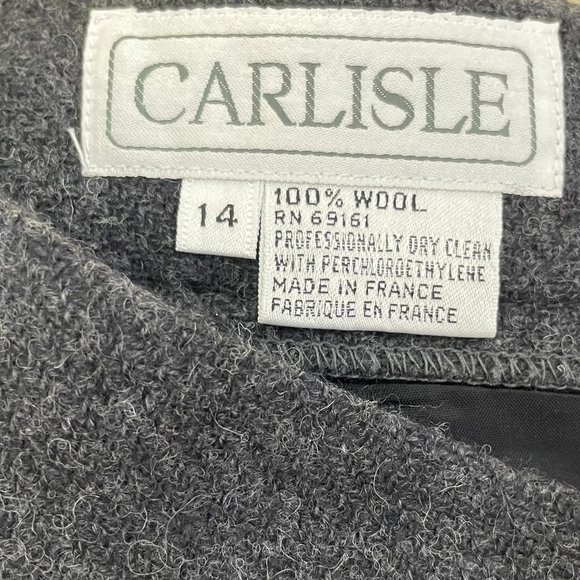 CARLISLE
14
100% WOOL
RN 69161
PROFESSIONALLY DRY CLEAN
WITH PERCHLOROETHYLENE
MADE IN FRANCE
FABRIQUE EN FRANCE